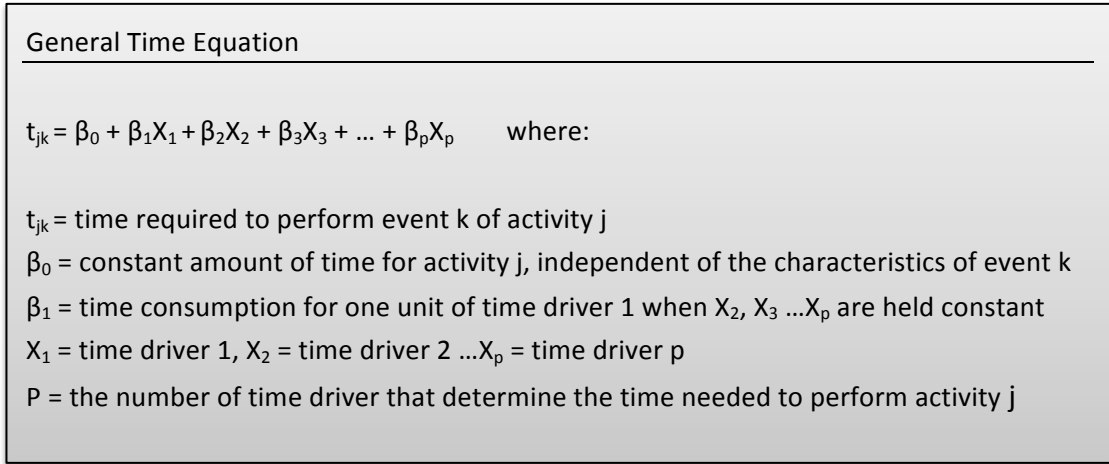 General Time Equation
tⱼₖ = β₀ + β₁X₁ + β₂X₂ + β₃X₃ + ... + βₚXₚ where:
tⱼₖ = time required to perform event k of activity j
β₀ = constant amount of time for activity j, independent of the characteristics of event k
β₁ = time consumption for one unit of time driver 1 when X₂, X₃ ...Xₚ are held constant
X₁ = time driver 1, X₂ = time driver 2 ...Xₚ = time driver p
P = the number of time driver that determine the time needed to perform activity j